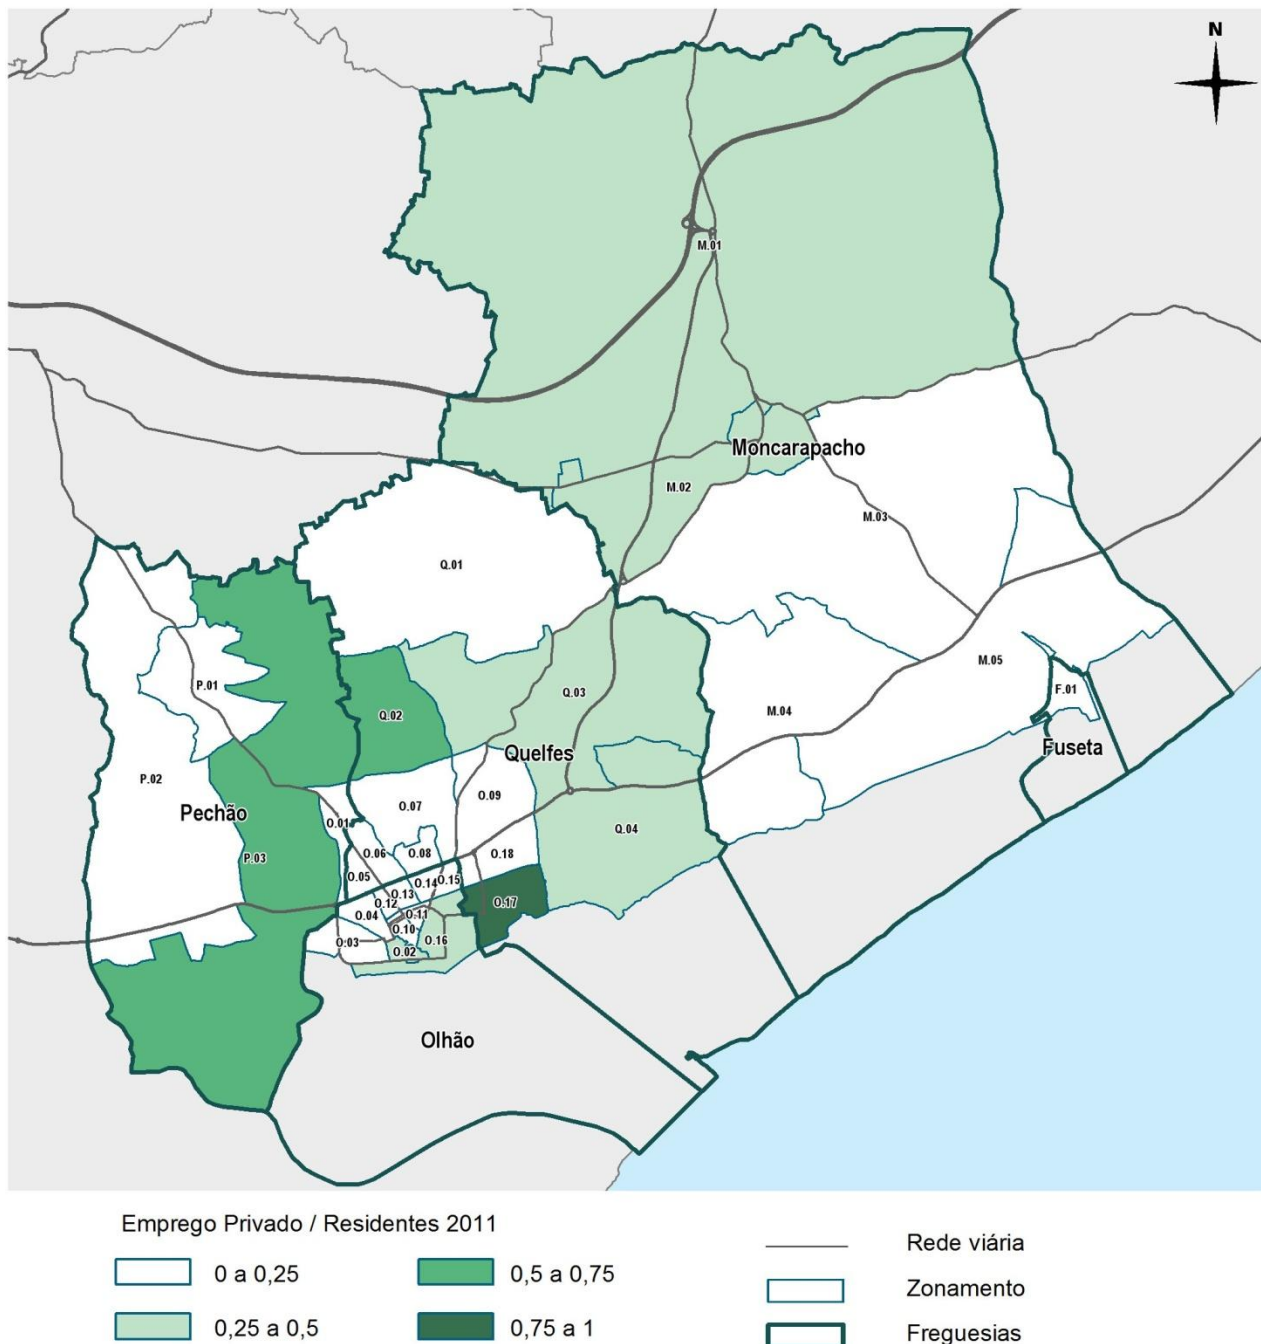 N
M.01
Moncarapacho
M.02
M.03
Q.01
M.05
P.01
F.01
Q.03
M.04
Q.02
Fuseta
Quelfes
P.02
O.09
O.07
Pechão
O.01
Q.04
O.06
O.08
O.18
P.03
O.05
O.14
O.15
O.13
O.12
O.17
O.04
O.11
O.10
O.16
O.03
O.02
Olhão
Emprego Privado / Residentes 2011
0 a 0,25
0,5 a 0,75
0,25 a 0,5
0,75 a 1
Rede viária
Zonamento
Freguesias